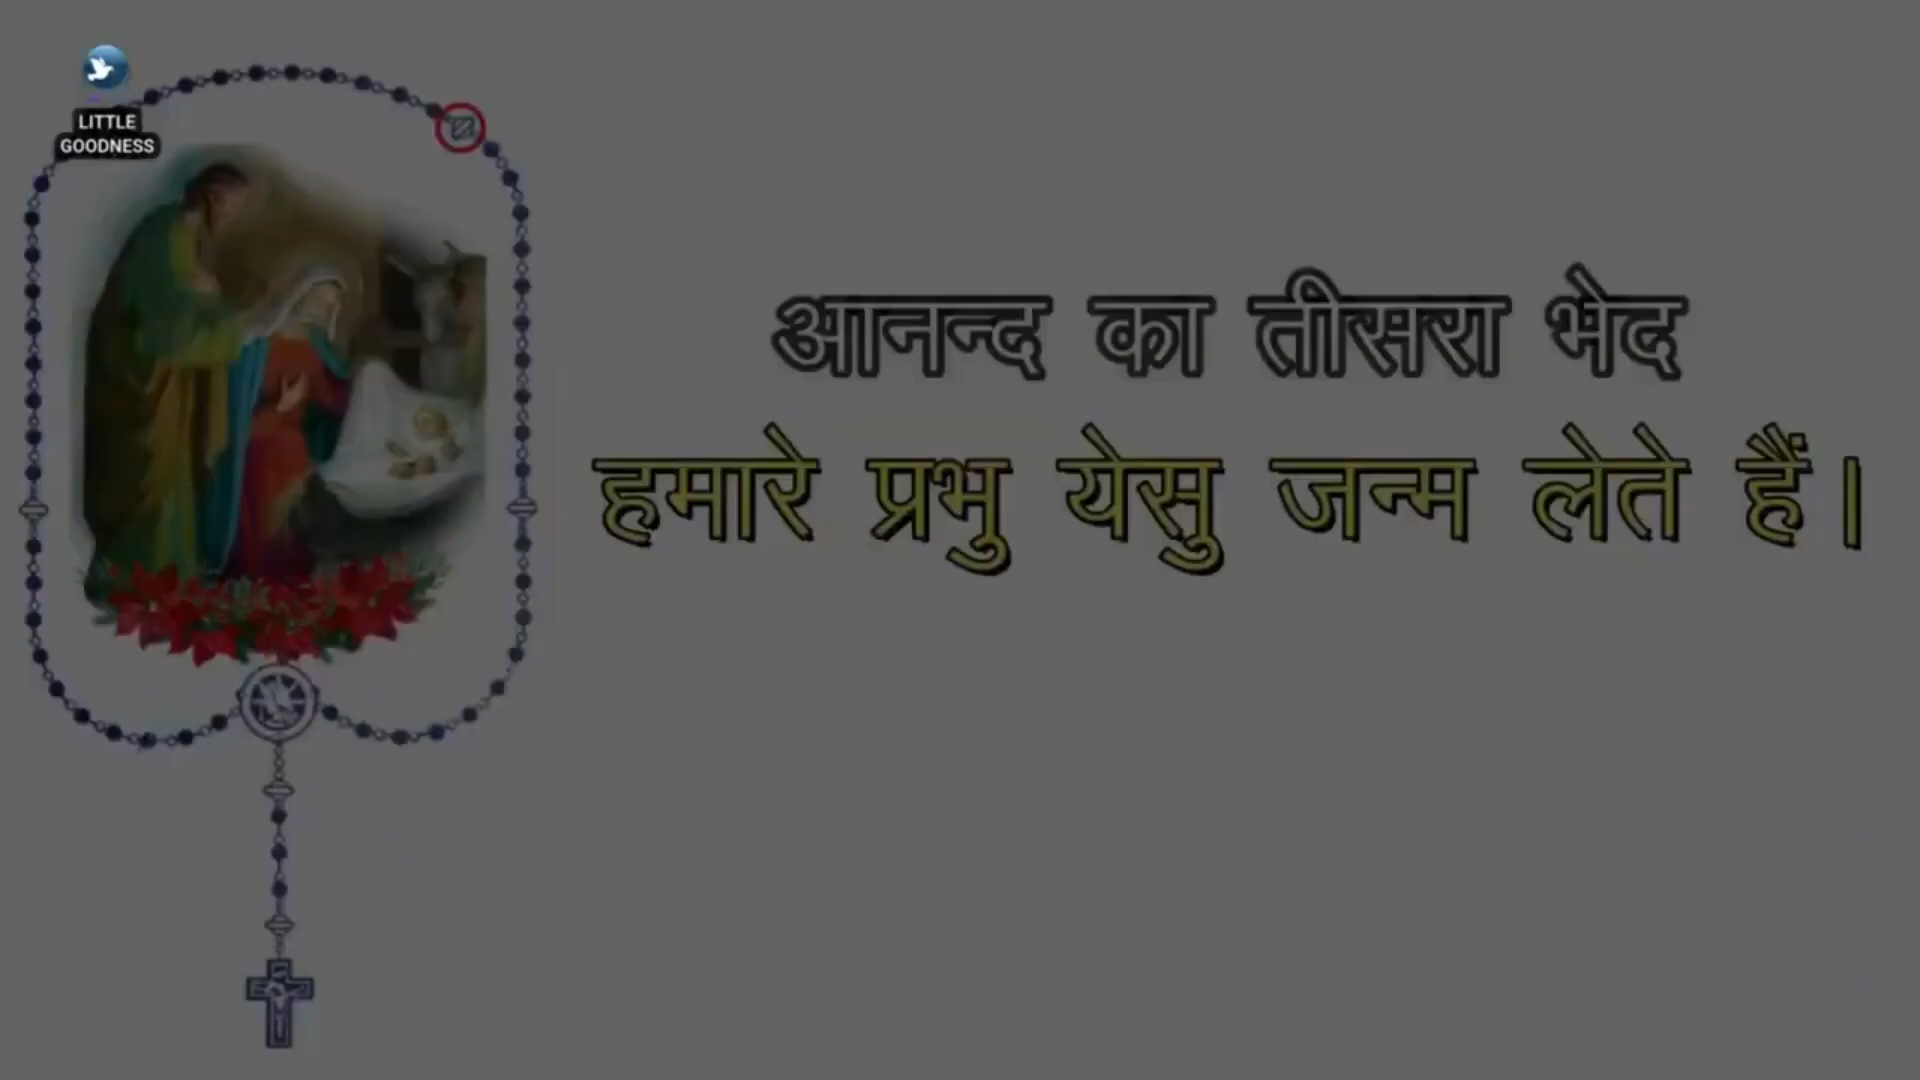 LITTLE
GOODNESS
आनन्द का तीसरा भेद
हमारे प्रभु येसु जन्म लेते हैं।